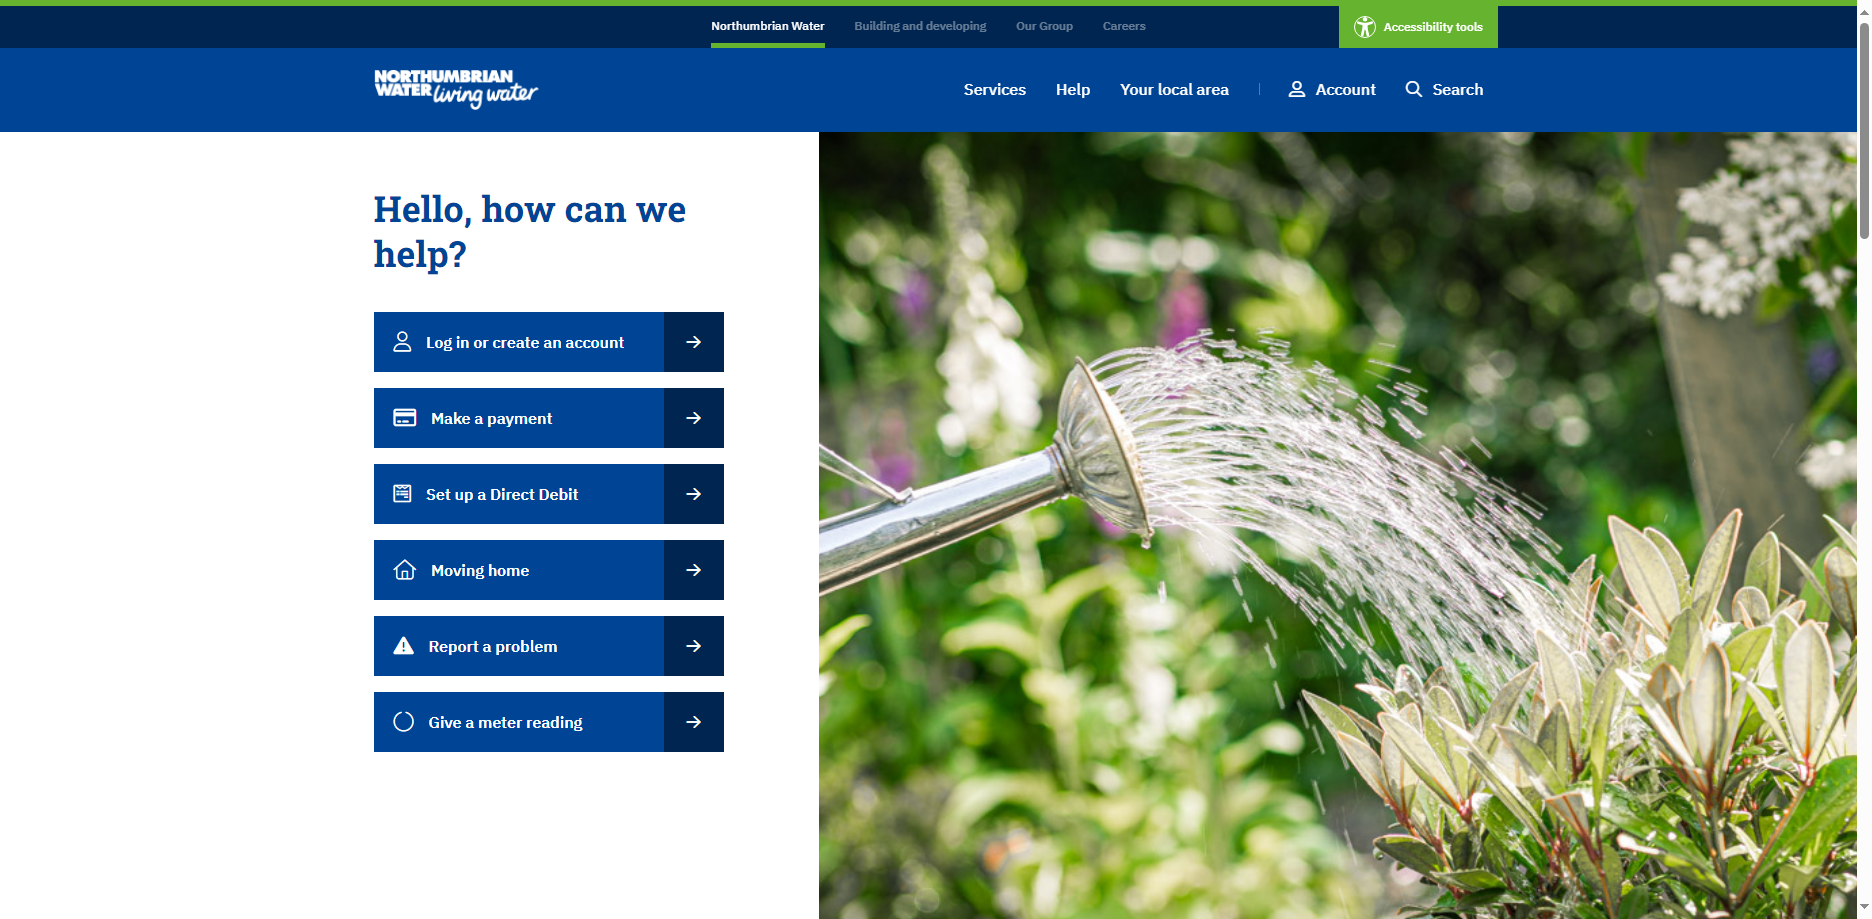 Northumbrian Water
Building and developing
Our Group
Careers
Accessibility tools
NORTHUMBRIAN
WATER living water
Services
Help
Your local area
Account
Search
Hello, how can we
help?
Log in or create an account
Make a payment
Set up a Direct Debit
Moving home
Report a problem
Give a meter reading